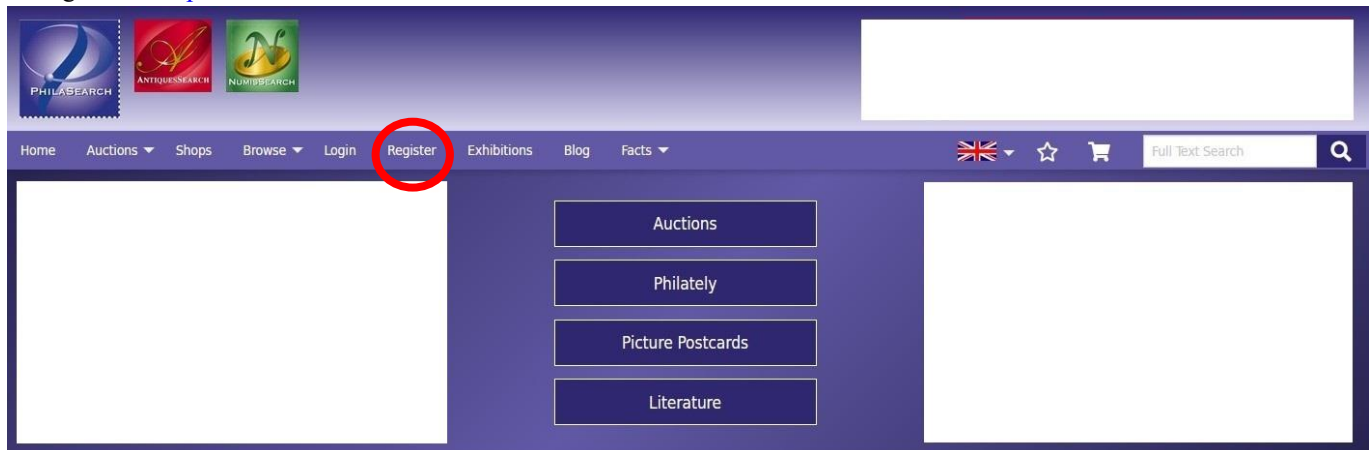 PHILASEARCH
ANTIQUESSEARCH
NUMISSEARCH
Home Auctions Shops Browse Login Register Exhibitions Blog Facts Full Text Search
Auctions
Philately
Picture Postcards
Literature